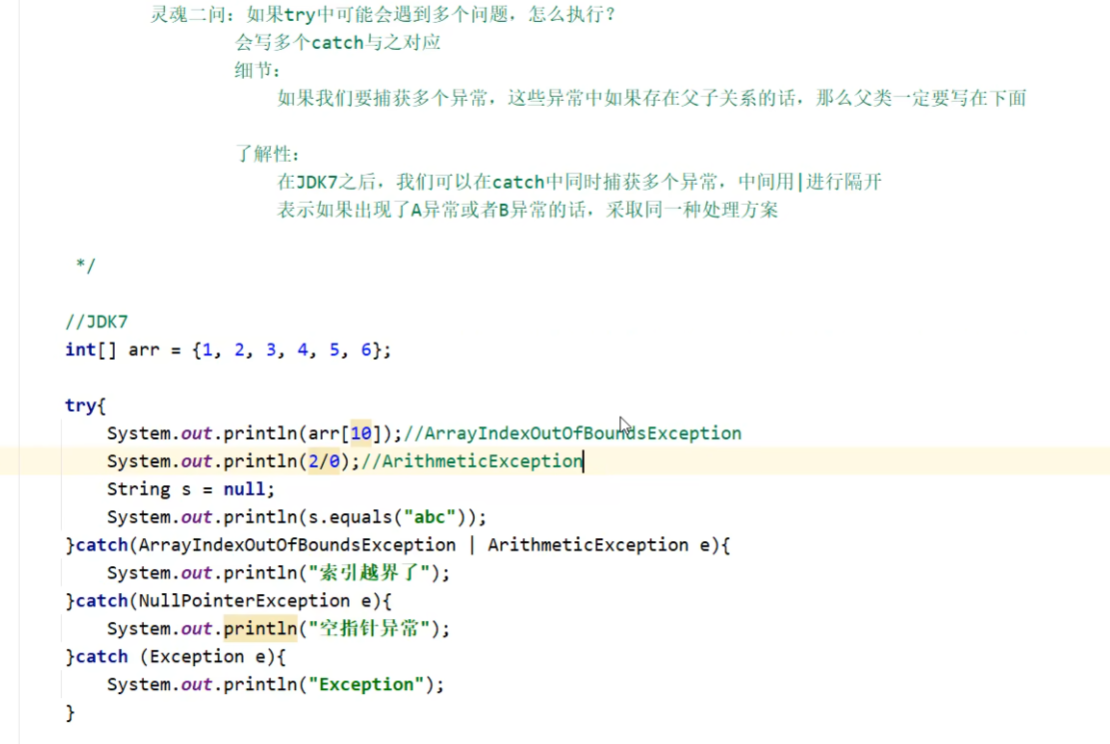 灵魂二问：如果try中可能会遇到多个问题，怎么执行？
会写多个catch与之对应
细节：
如果我们要捕获多个异常，这些异常中如果存在父子关系的话，那么父类一定要写在下面
了解性：
在JDK7之后，我们可以在catch中同时捕获多个异常，中间用|进行隔开
表示如果出现了A异常或者B异常的话，采取同一种处理方案
*/
//JDK7
int[] arr = {1, 2, 3, 4, 5, 6};
try{
System.out.println(arr[10]);//ArrayIndexOutOfBoundsException
System.out.println(2/0);//ArithmeticException
String s = null;
System.out.println(s.equals("abc"));
}catch(ArrayIndexOutOfBoundsException | ArithmeticException e){
System.out.println("索引越界了");
}catch(NullPointerException e){
System.out.println("空指针异常");
}catch (Exception e){
System.out.println("Exception");
}